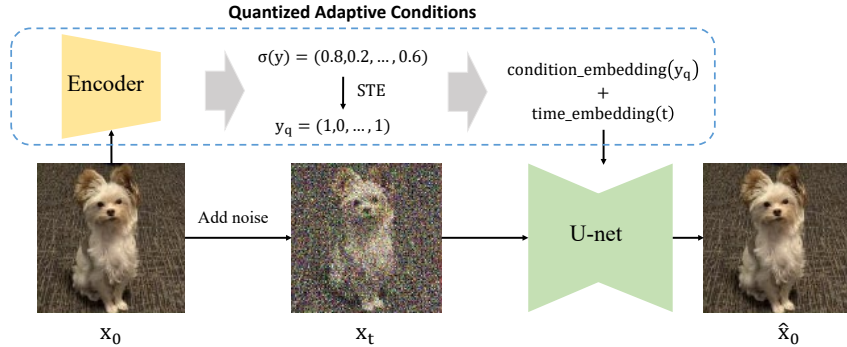 Quantized Adaptive Conditions
Encoder
σ(y) = (0.8,0.2, … , 0.6)
STE
y_q = (1,0, … , 1)
condition_embedding(y_q)
+
time_embedding(t)
Add noise
U-net
x_0
x_t
x̂_0